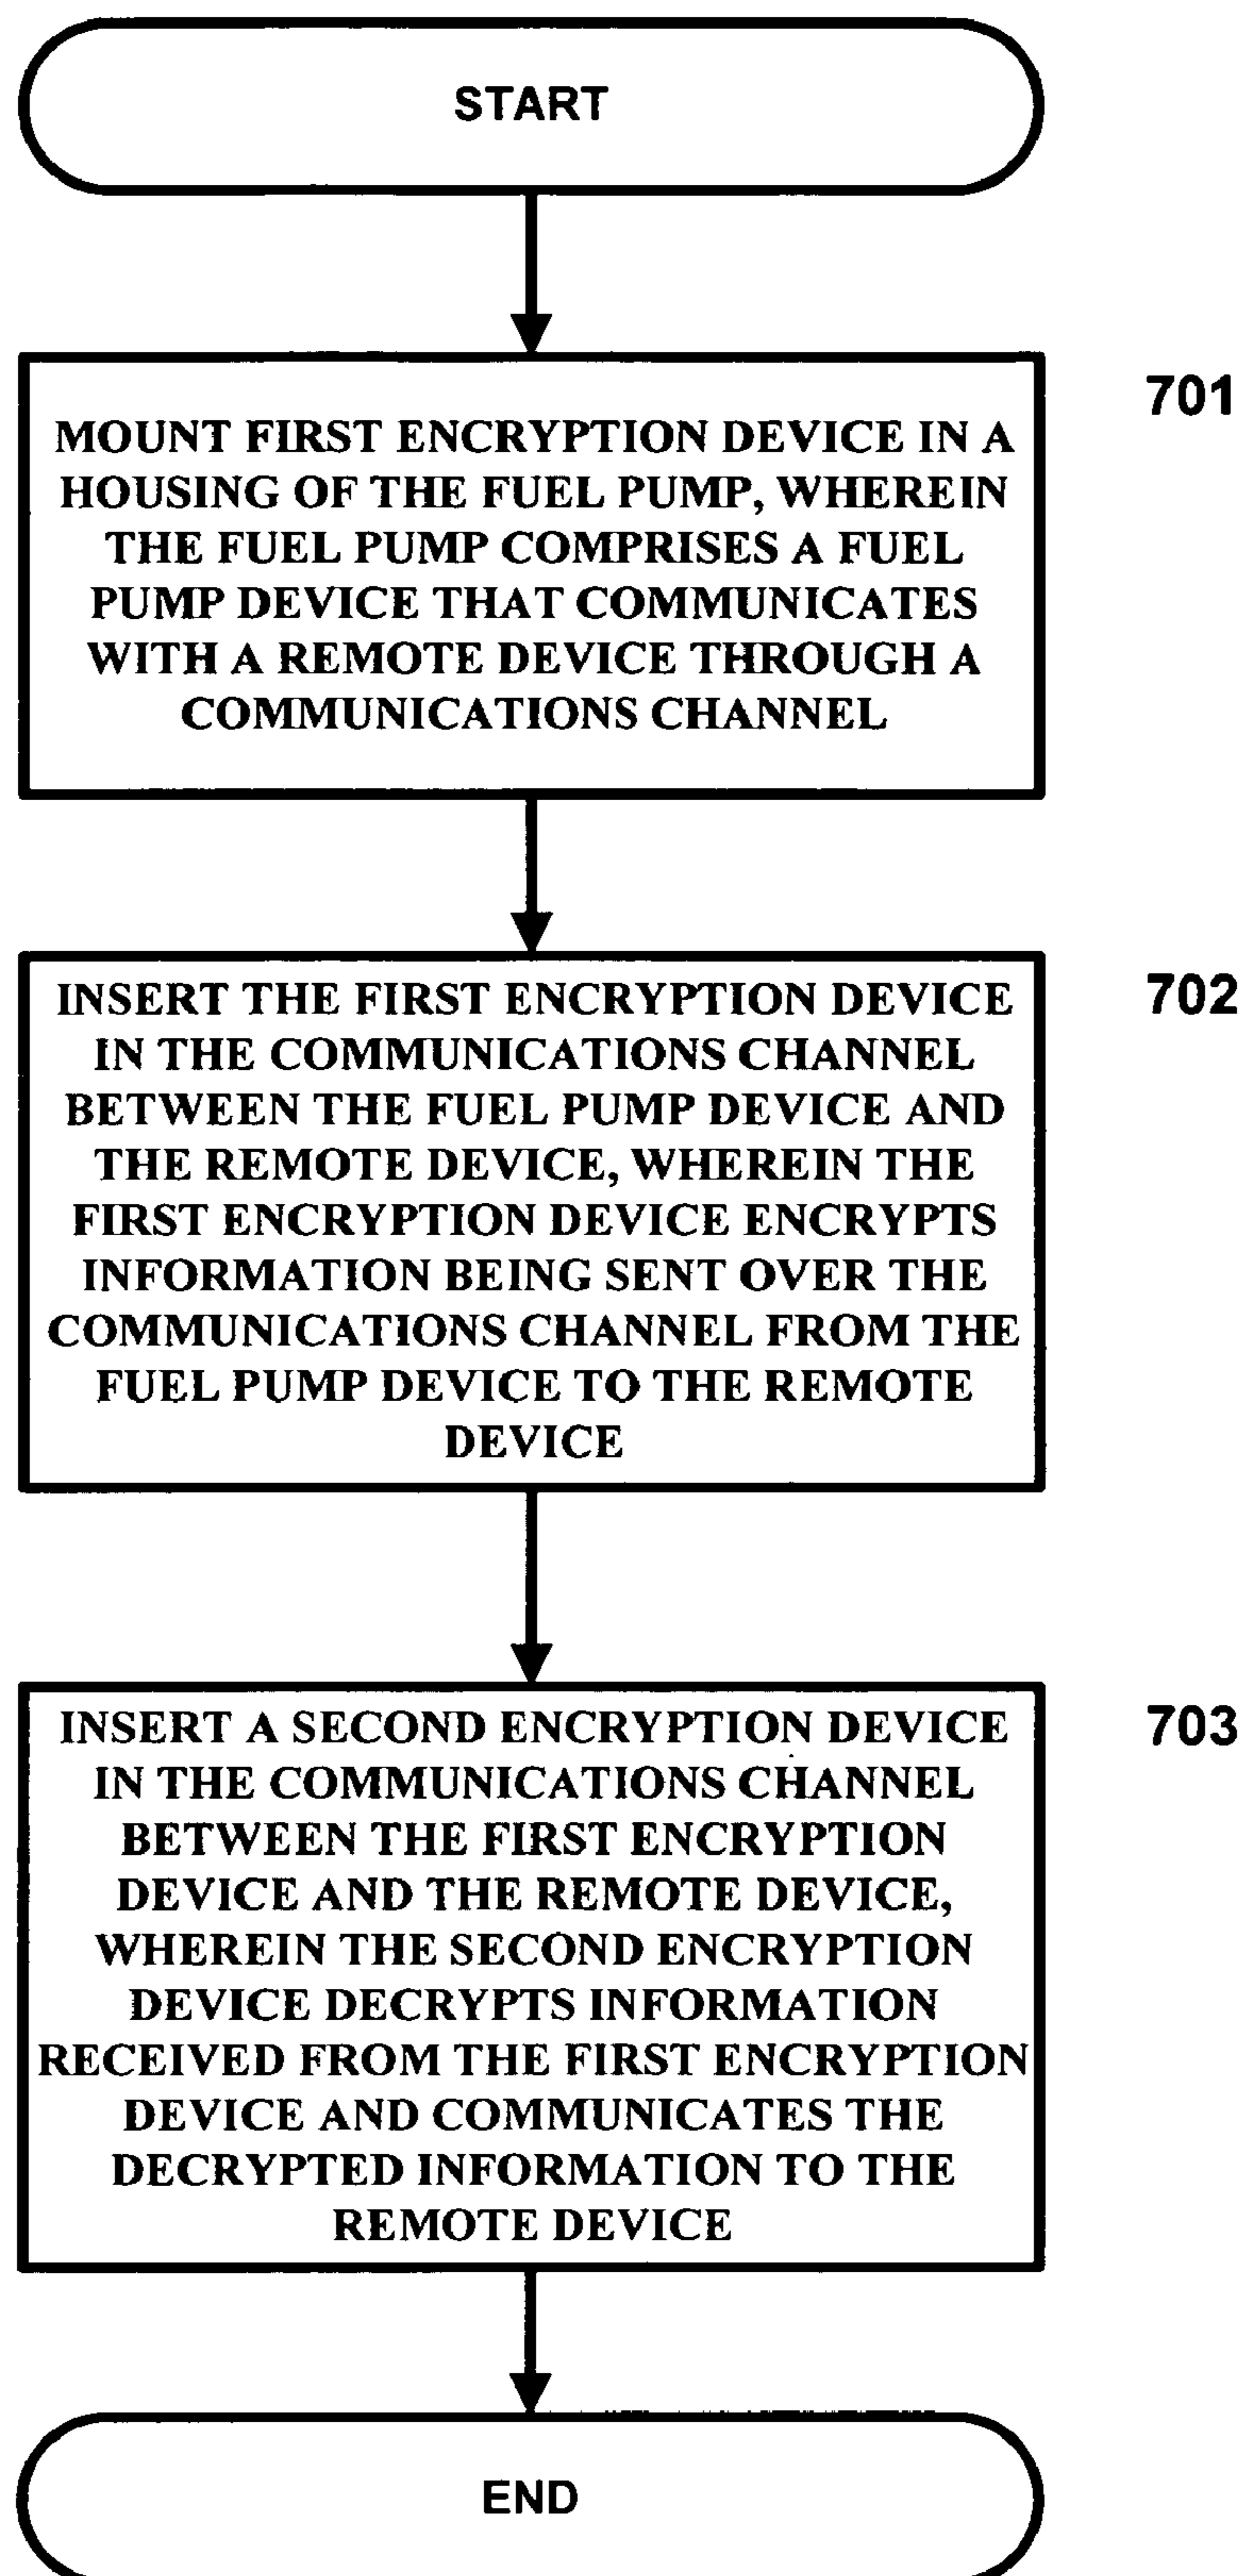 START
701
MOUNT FIRST ENCRYPTION DEVICE IN A
HOUSING OF THE FUEL PUMP, WHEREIN
THE FUEL PUMP COMPRISES A FUEL
PUMP DEVICE THAT COMMUNICATES
WITH A REMOTE DEVICE THROUGH A
COMMUNICATIONS CHANNEL
702
INSERT THE FIRST ENCRYPTION DEVICE
IN THE COMMUNICATIONS CHANNEL
BETWEEN THE FUEL PUMP DEVICE AND
THE REMOTE DEVICE, WHEREIN THE
FIRST ENCRYPTION DEVICE ENCRYPTS
INFORMATION BEING SENT OVER THE
COMMUNICATIONS CHANNEL FROM THE
FUEL PUMP DEVICE TO THE REMOTE
DEVICE
703
INSERT A SECOND ENCRYPTION DEVICE
IN THE COMMUNICATIONS CHANNEL
BETWEEN THE FIRST ENCRYPTION
DEVICE AND THE REMOTE DEVICE,
WHEREIN THE SECOND ENCRYPTION
DEVICE DECRYPTS INFORMATION
RECEIVED FROM THE FIRST ENCRYPTION
DEVICE AND COMMUNICATES THE
DECRYPTED INFORMATION TO THE
REMOTE DEVICE
END